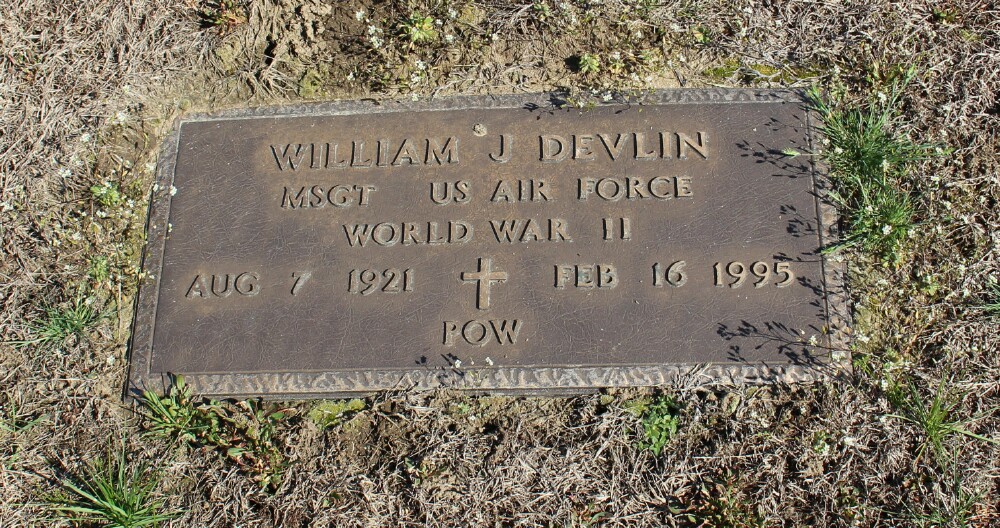 WILLIAM J DEVLIN
MSGT US AIR FORCE
WORLD WAR II
AUG 7 1921 FEB 16 1995
POW